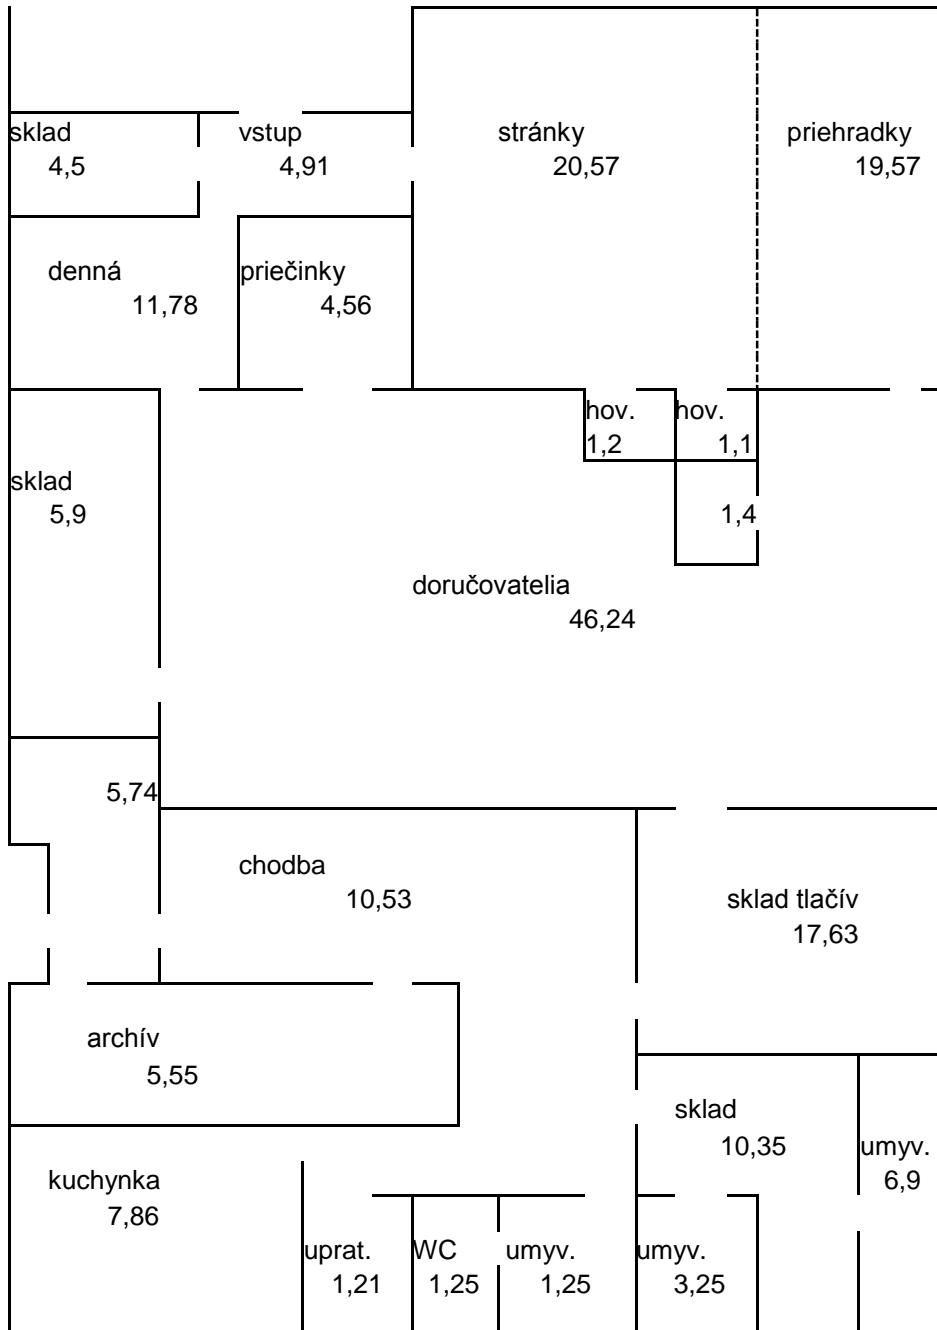 sklad vstup stránky priehradky
4,5 4,91 20,57 19,57
denná priečinky
11,78 4,56
hov. hov.
1,2 1,1
sklad
5,9 1,4
doručovatelia
46,24
5,74
chodba
10,53 sklad tlačív
17,63
archív
5,55
sklad
10,35 umyv.
kuchynka 6,9
7,86
uprat. WC umyv. umyv.
1,21 1,25 1,25 3,25